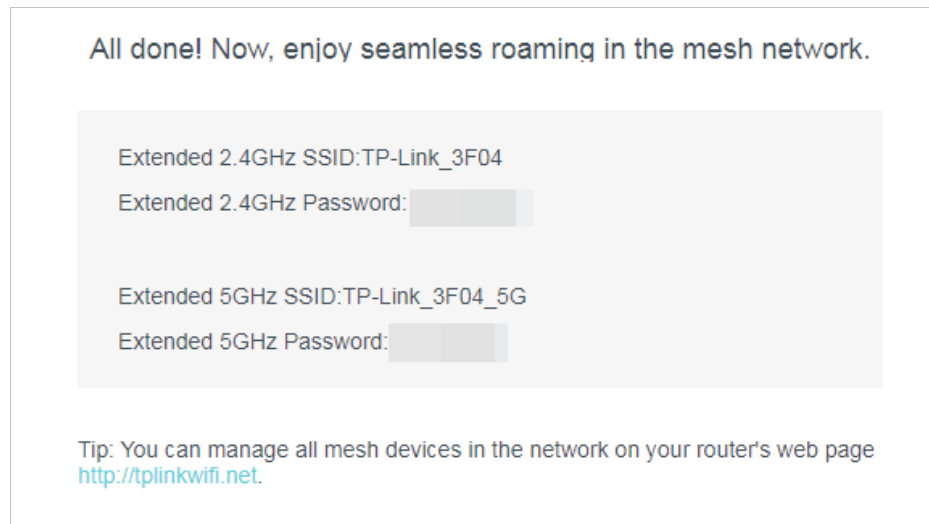 All done! Now, enjoy seamless roaming in the mesh network.
Extended 2.4GHz SSID:TP-Link_3F04
Extended 2.4GHz Password:
Extended 5GHz SSID:TP-Link_3F04_5G
Extended 5GHz Password:
Tip: You can manage all mesh devices in the network on your router's web page
http://tplinkwifi.net.